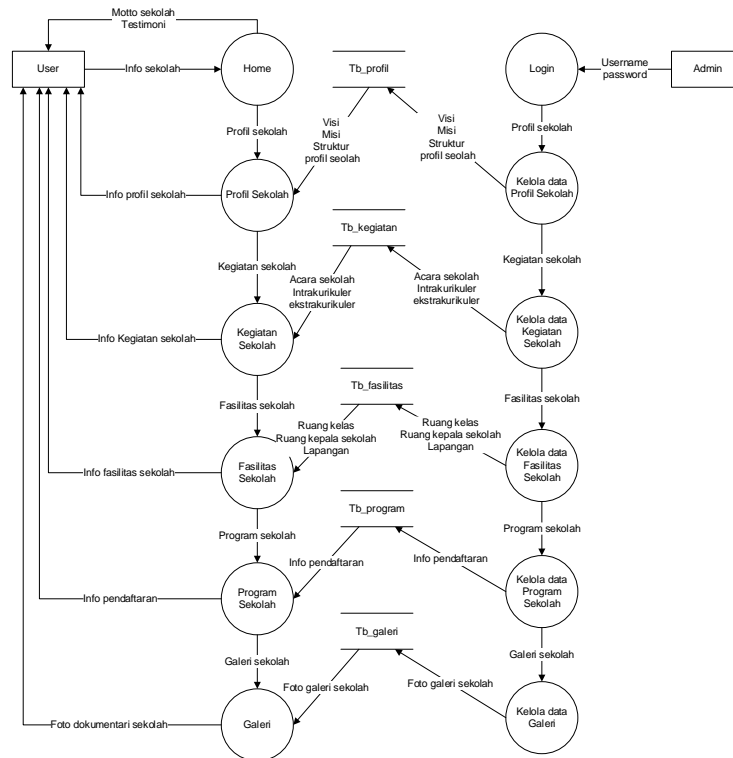 Motto sekolah
Testimoni
User
Info sekolah
Home
Tb_profil
Login
Username
password
Admin
Profil sekolah
Visi
Misi
Struktur
profil seolah
Visi
Misi
Struktur
profil seolah
Profil sekolah
Info profil sekolah
Profil Sekolah
Kelola data
Profil Sekolah
Tb_kegiatan
Kegiatan sekolah
Acara sekolah
Intrakurikuler
ekstrakurikuler
Acara sekolah
Intrakurikuler
ekstrakurikuler
Kegiatan sekolah
Info Kegiatan sekolah
Kegiatan
Sekolah
Kelola data
Kegiatan
Sekolah
Tb_fasilitas
Fasilitas sekolah
Ruang kelas
Ruang kepala sekolah
Lapangan
Ruang kelas
Ruang kepala sekolah
Lapangan
Fasilitas sekolah
Info fasilitas sekolah
Fasilitas
Sekolah
Kelola data
Fasilitas
Sekolah
Tb_program
Program sekolah
Info pendaftaran
Info pendaftaran
Program sekolah
Info pendaftaran
Program
Sekolah
Kelola data
Program
Sekolah
Tb_galeri
Galeri sekolah
Foto galeri sekolah
Foto galeri sekolah
Galeri sekolah
Foto dokumentari sekolah
Galeri
Kelola data
Galeri